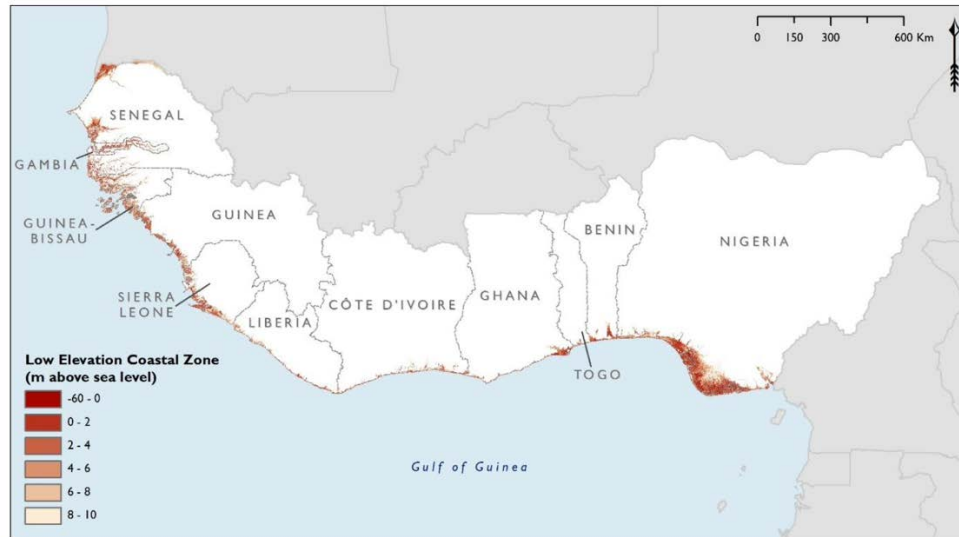 0 150 300 600 Km
SENEGAL
GAMBIA
GUINEA-
BISSAU
GUINEA
SIERRA
LEONE
LIBERIA
CÔTE D'IVOIRE
GHANA
TOGO
BENIN
NIGERIA
Low Elevation Coastal Zone
(m above sea level)
-60 - 0
0 - 2
2 - 4
4 - 6
6 - 8
8 - 10
Gulf of Guinea